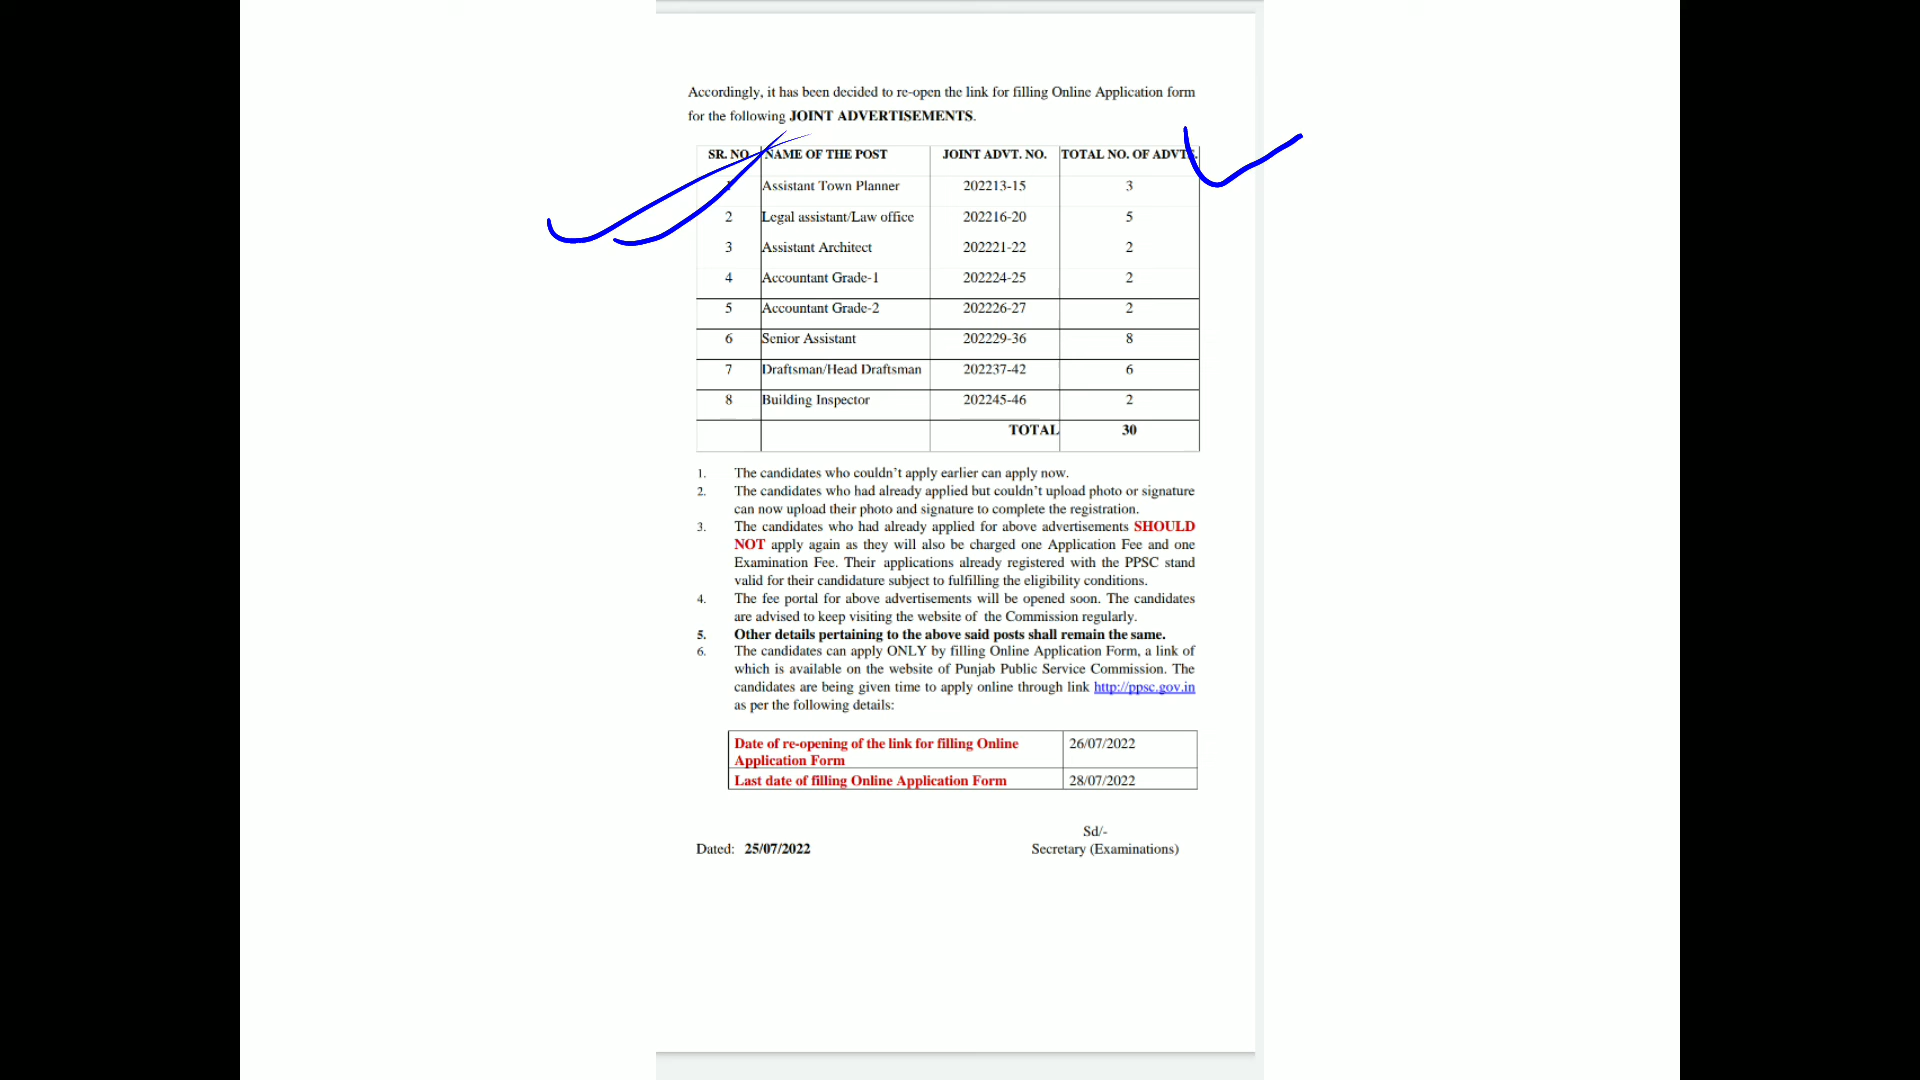 Accordingly, it has been decided to re-open the link for filling Online Application form
for the following JOINT ADVERTISEMENTS.
SR. NO. NAME OF THE POST JOINT ADVT. NO. TOTAL NO. OF ADVTS.
1 Assistant Town Planner 202213-15 3
2 Legal assistant/Law office 202216-20 5
3 Assistant Architect 202221-22 2
4 Accountant Grade-1 202224-25 2
5 Accountant Grade-2 202226-27 2
6 Senior Assistant 202229-36 8
7 Draftsman/Head Draftsman 202237-42 6
8 Building Inspector 202245-46 2
TOTAL 30
1. The candidates who couldn't apply earlier can apply now.
2. The candidates who had already applied but couldn't upload photo or signature
can now upload their photo and signature to complete the registration.
3. The candidates who had already applied for above advertisements SHOULD
NOT apply again as they will also be charged one Application Fee and one
Examination Fee. Their applications already registered with the PPSC stand
valid for their candidature subject to fulfilling the eligibility conditions.
4. The fee portal for above advertisements will be opened soon. The candidates
are advised to keep visiting the website of the Commission regularly.
5. Other details pertaining to the above said posts shall remain the same.
6. The candidates can apply ONLY by filling Online Application Form, a link of
which is available on the website of Punjab Public Service Commission. The
candidates are being given time to apply online through link http://ppsc.gov.in
as per the following details:
Date of re-opening of the link for filling Online 26/07/2022
Application Form
Last date of filling Online Application Form 28/07/2022
Sd/-
Dated: 25/07/2022 Secretary (Examinations)